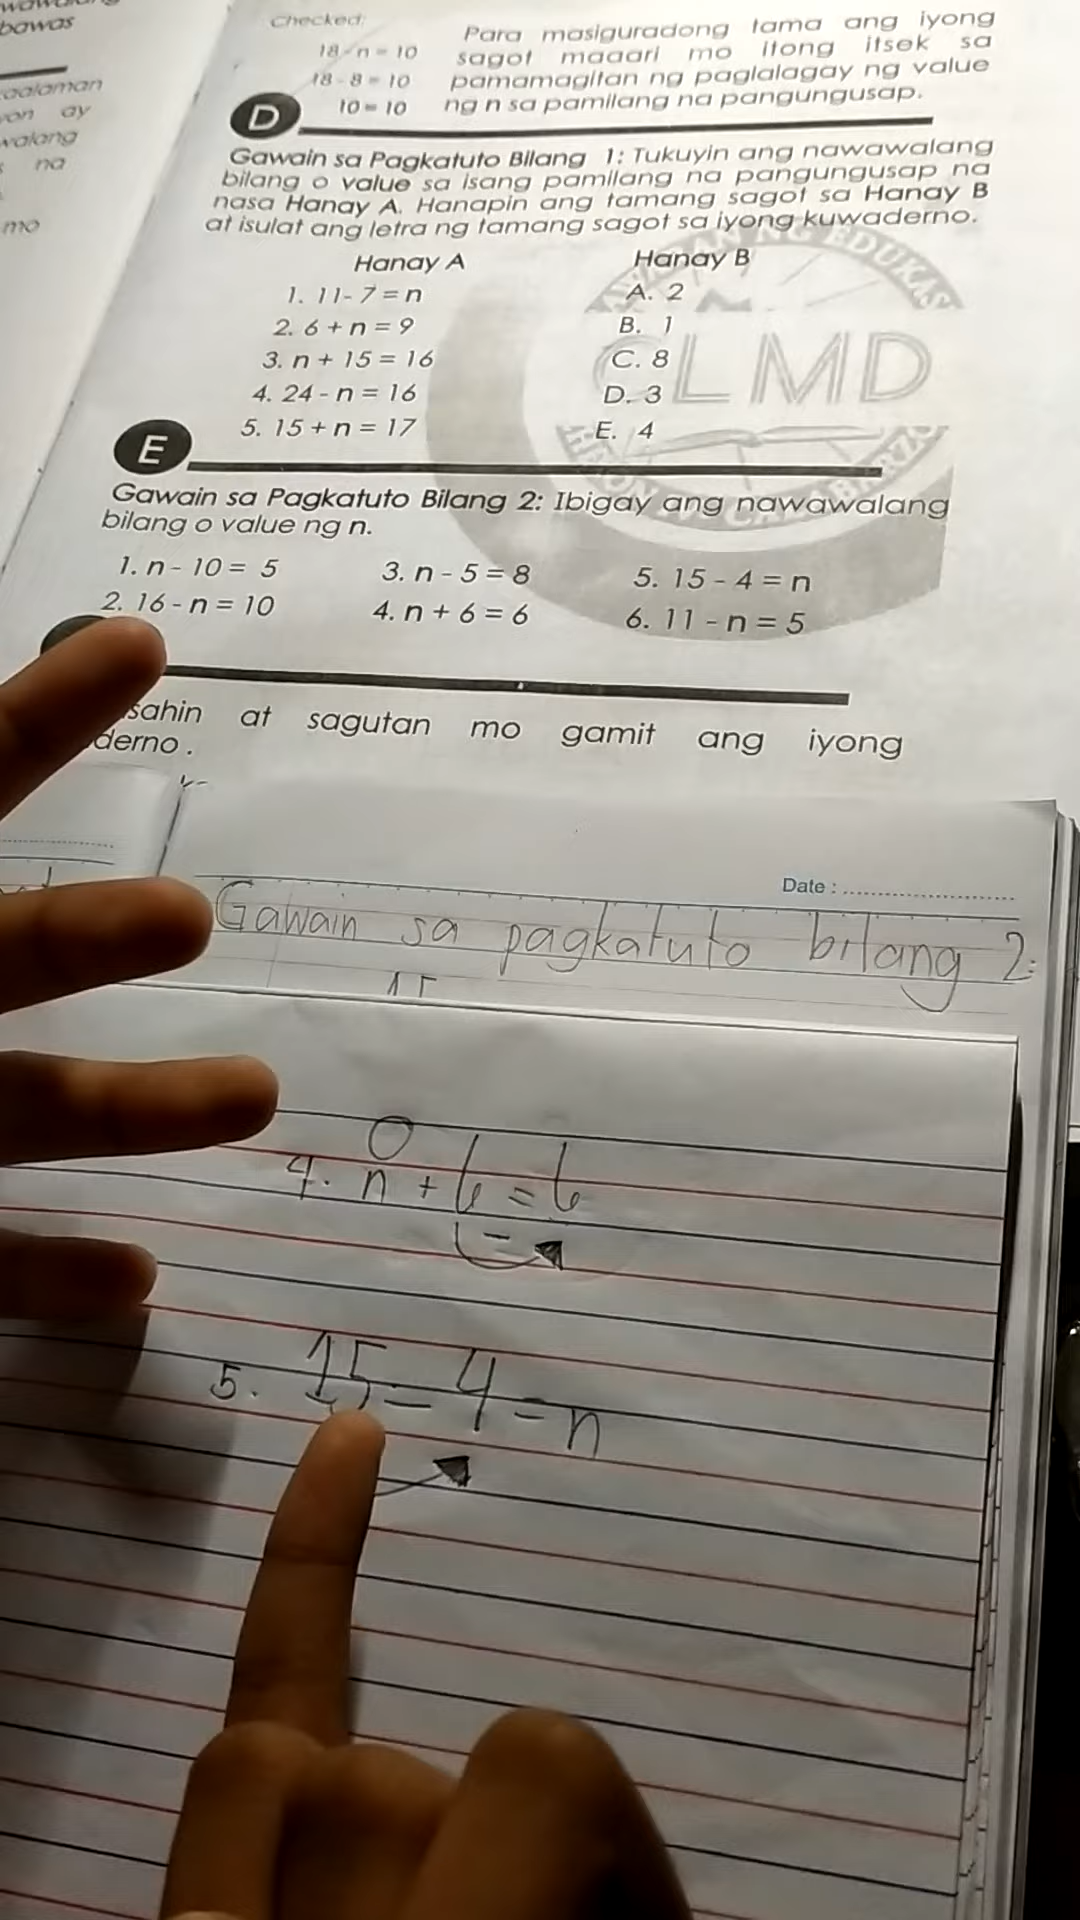 bawas
ay
walang
na
mo
Checked:
18 - n = 10
18 - 8 = 10
10 = 10
Para masiguradong tama ang iyong
sagot maaari mo itong itsek sa
pamamagitan ng paglalagay ng value
ng n sa pamilang na pangungusap.
D
Gawain sa Pagkatuto Bilang 1: Tukuyin ang nawawalang
bilang o value sa isang pamilang na pangungusap na
nasa Hanay A. Hanapin ang tamang sagot sa Hanay B
at isulat ang letra ng tamang sagot sa iyong kuwaderno.
Hanay A
1. 11- 7 = n
2. 6 + n = 9
3. n + 15 = 16
4. 24 - n = 16
5. 15 + n = 17
Hanay B
A. 2
B. 1
C. 8
D. 3
E. 4
CLMD
E
Gawain sa Pagkatuto Bilang 2: Ibigay ang nawawalang
bilang o value ng n.
1. n - 10 = 5
2. 16 - n = 10
3. n - 5 = 8
4. n + 6 = 6
5. 15 - 4 = n
6. 11 - n = 5
at sagutan mo gamit ang iyong
Date :
Gawain sa pagkatuto bilang 2:
15
0
4. n + 6 = 6
-
5. 15 - 4 = n